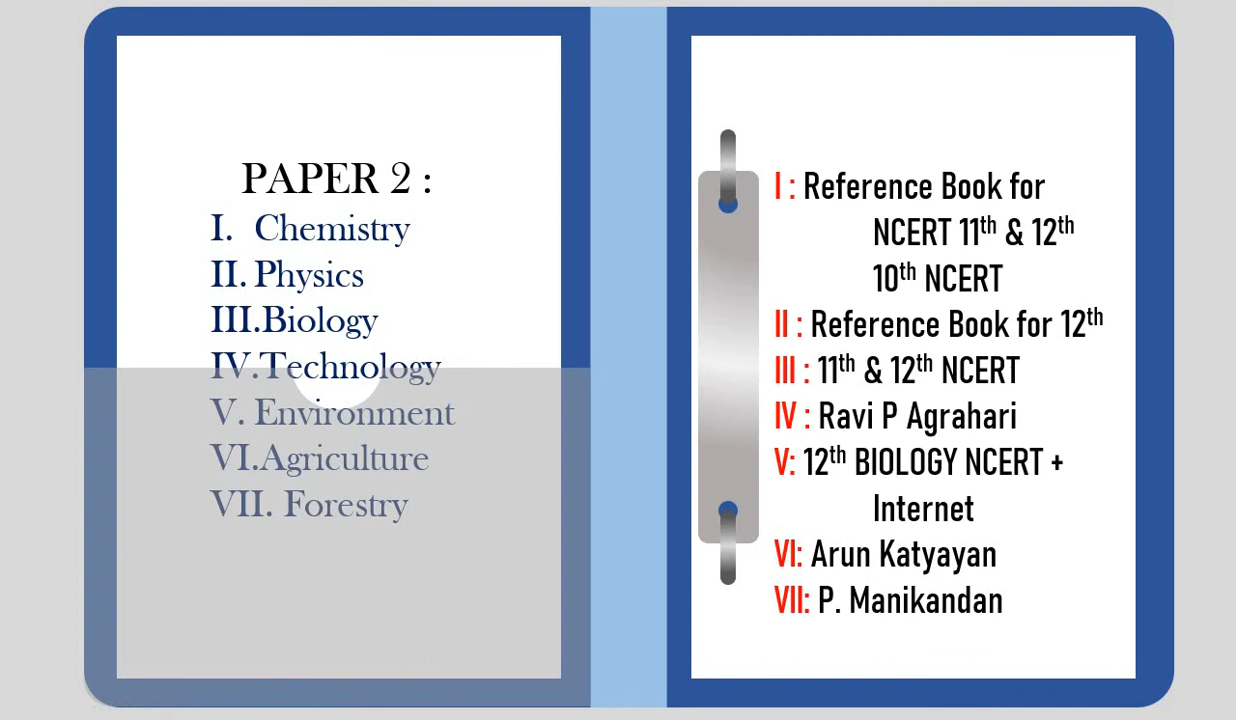 PAPER 2 :
I. Chemistry
II. Physics
III.Biology
IV.Technology
V. Environment
VI.Agriculture
VII. Forestry
I : Reference Book for
NCERT 11th & 12th
10th NCERT
II : Reference Book for 12th
III : 11th & 12th NCERT
IV : Ravi P Agrahari
V: 12th BIOLOGY NCERT +
Internet
VI: Arun Katyayan
VII: P. Manikandan